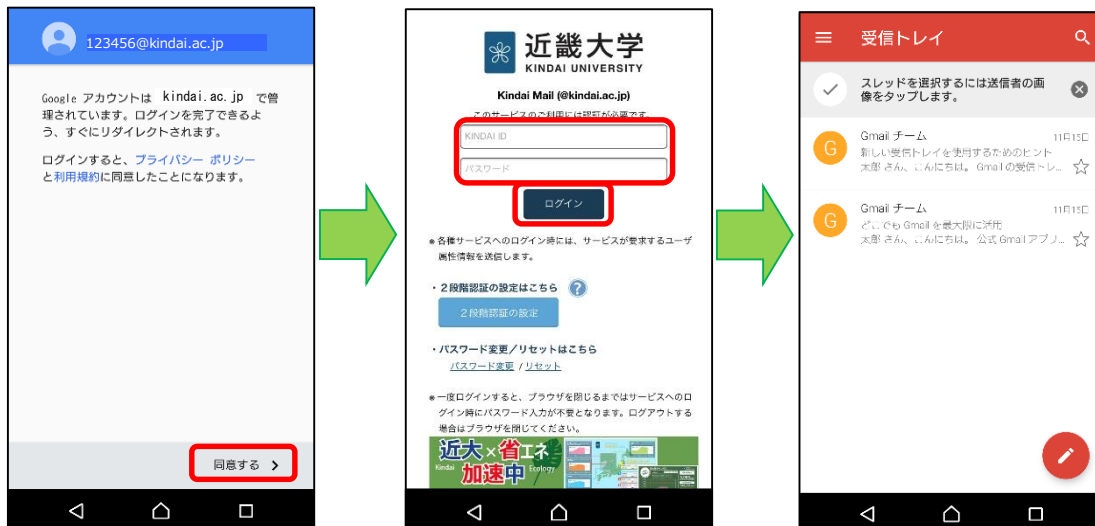 123456@kindai.ac.jp
Google アカウントは kindai.ac.jp で管
理されています。ログインを完了できるよ
う、すぐにリダイレクトされます。
ログインすると、プライバシー ポリシー
と利用規約に同意したことになります。
同意する
近畿大学
KINDAI UNIVERSITY
Kindai Mail (@kindai.ac.jp)
このサービスのご利用には認証が必要です。
KINDAI ID
パスワード
ログイン
※各種サービスへのログイン時には、サービスが要求するユーザ
属性情報を送信します。
・2段階認証の設定はこちら ?
2段階認証の設定
・パスワード変更/リセットはこちら
パスワード変更 / リセット
※一度ログインすると、ブラウザを閉じるまではサービスへのロ
グイン時にパスワード入力が不要となります。ログアウトする
場合はブラウザを閉じてください。
近大×省エネ
Kindai 加速中 Ecology
受信トレイ
スレッドを選択するには送信者の画
像をタップします。
G
Gmail チーム 11月15日
新しい受信トレイを使用するためのヒント
太郎 さん、こんにちは。 Gmail の受信トレ...
G
Gmail チーム 11月15日
どこでも Gmail を最大限に活用
太郎 さん、こんにちは。 公式 Gmail アプリ...